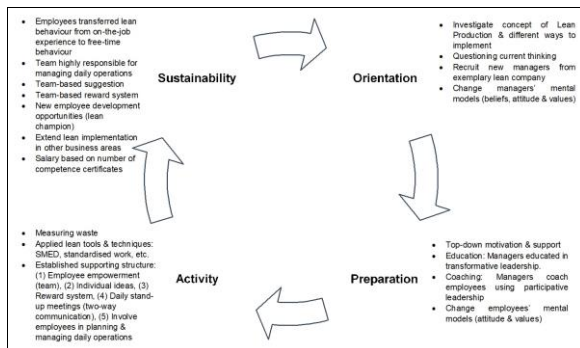 • Employees transferred lean
behaviour from on-the-job
experience to free-time
behaviour
• Team highly responsible for
managing daily operations
• Team-based suggestion
• Team-based reward system
• New employee development
opportunities (lean
champion)
• Extend lean implementation
in other business areas
• Salary based on number of
competence certificates
Sustainability
Orientation
• Investigate concept of Lean
Production & different ways to
implement
• Questioning current thinking
• Recruit new managers from
exemplary lean company
• Change managers' mental
models (beliefs, attitude & values)
• Measuring waste
• Applied lean tools & techniques:
SMED, standardised work, etc.
• Established supporting structure:
(1) Employee empowerment
(team), (2) Individual ideas, (3)
Reward system, (4) Daily stand-
up meetings (two-way
communication), (5) Involve
employees in planning &
managing daily operations
Activity
Preparation
• Top-down motivation & support
• Education: Managers educated in
transformative leadership.
• Coaching: Managers coach
employees using participative
leadership
• Change employees' mental
models (attitude & values)